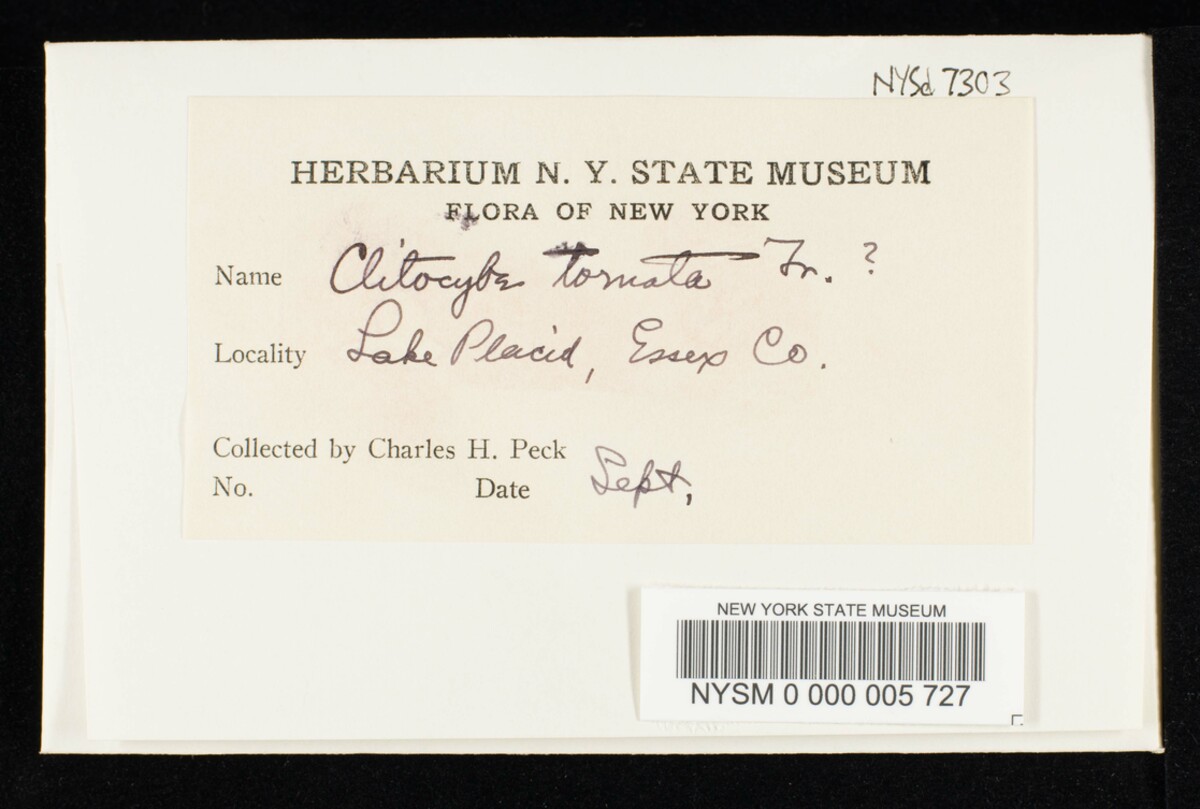 NYSd 7303
HERBARIUM N. Y. STATE MUSEUM
FLORA OF NEW YORK
Name Clitocybe tornata Fr. ?
Locality Lake Placid, Essex Co.
Collected by Charles H. Peck
No. Date Sept,
NEW YORK STATE MUSEUM
NYSM 0 000 005 727